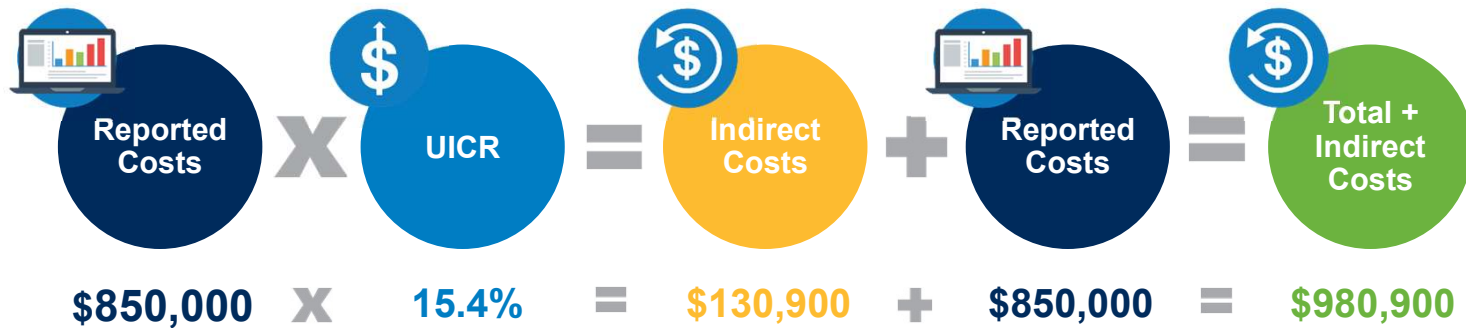 Reported
Costs
X
UICR
=
Indirect
Costs
+
Reported
Costs
=
Total +
Indirect
Costs
$850,000 X 15.4% = $130,900 + $850,000 = $980,900